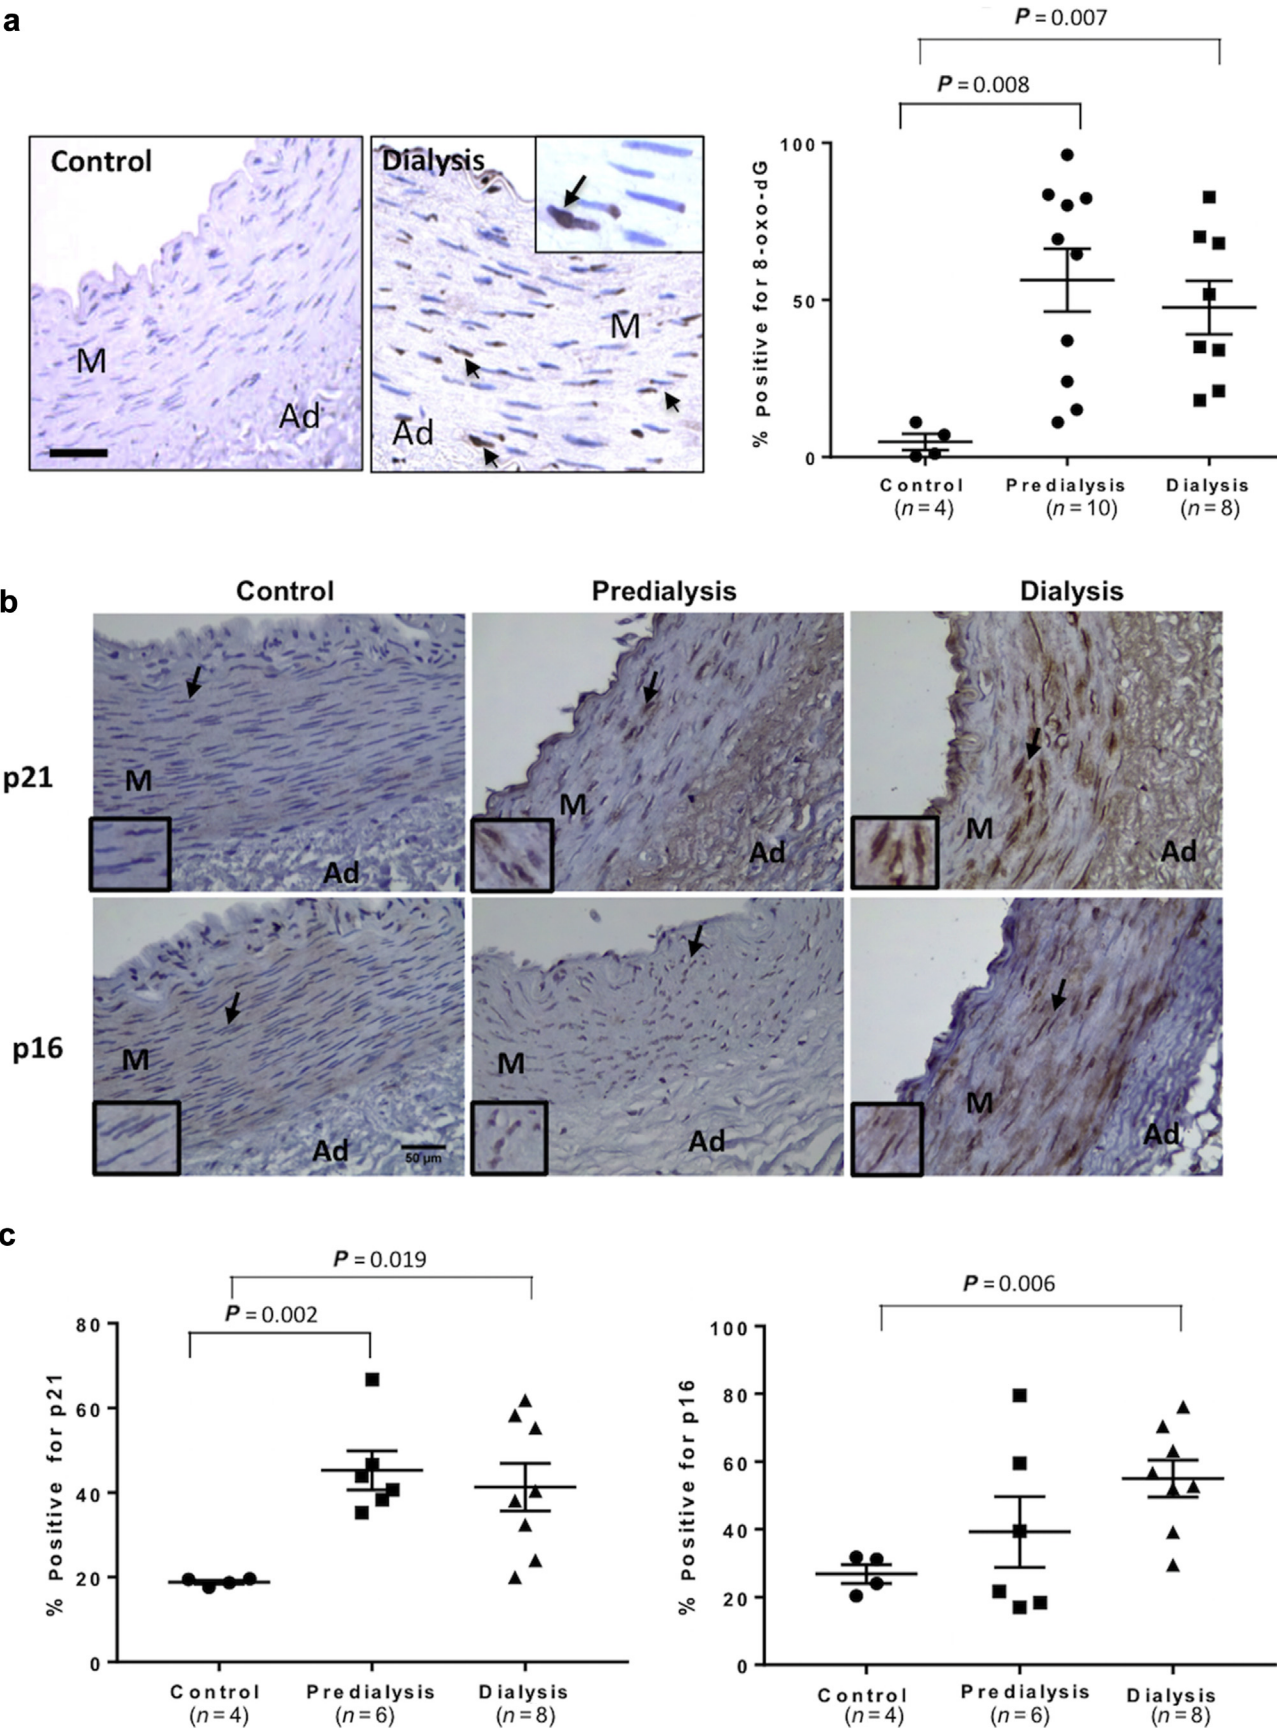 a
P = 0.007
P = 0.008
Control
Dialysis
M
Ad
M
Ad
% Positive for 8-oxo-dG
100
50
0
Control
Predialysis
Dialysis
(n = 4)
(n = 10)
(n = 8)
b
Control
Predialysis
Dialysis
p21
M
Ad
M
Ad
M
Ad
p16
M
Ad
50 µm
M
Ad
M
Ad
c
P = 0.019
P = 0.002
% Positive for p21
80
60
40
20
0
Control
Predialysis
Dialysis
(n = 4)
(n = 6)
(n = 8)
P = 0.006
% Positive for p16
100
80
60
40
20
0
Control
Predialysis
Dialysis
(n = 4)
(n = 6)
(n = 8)